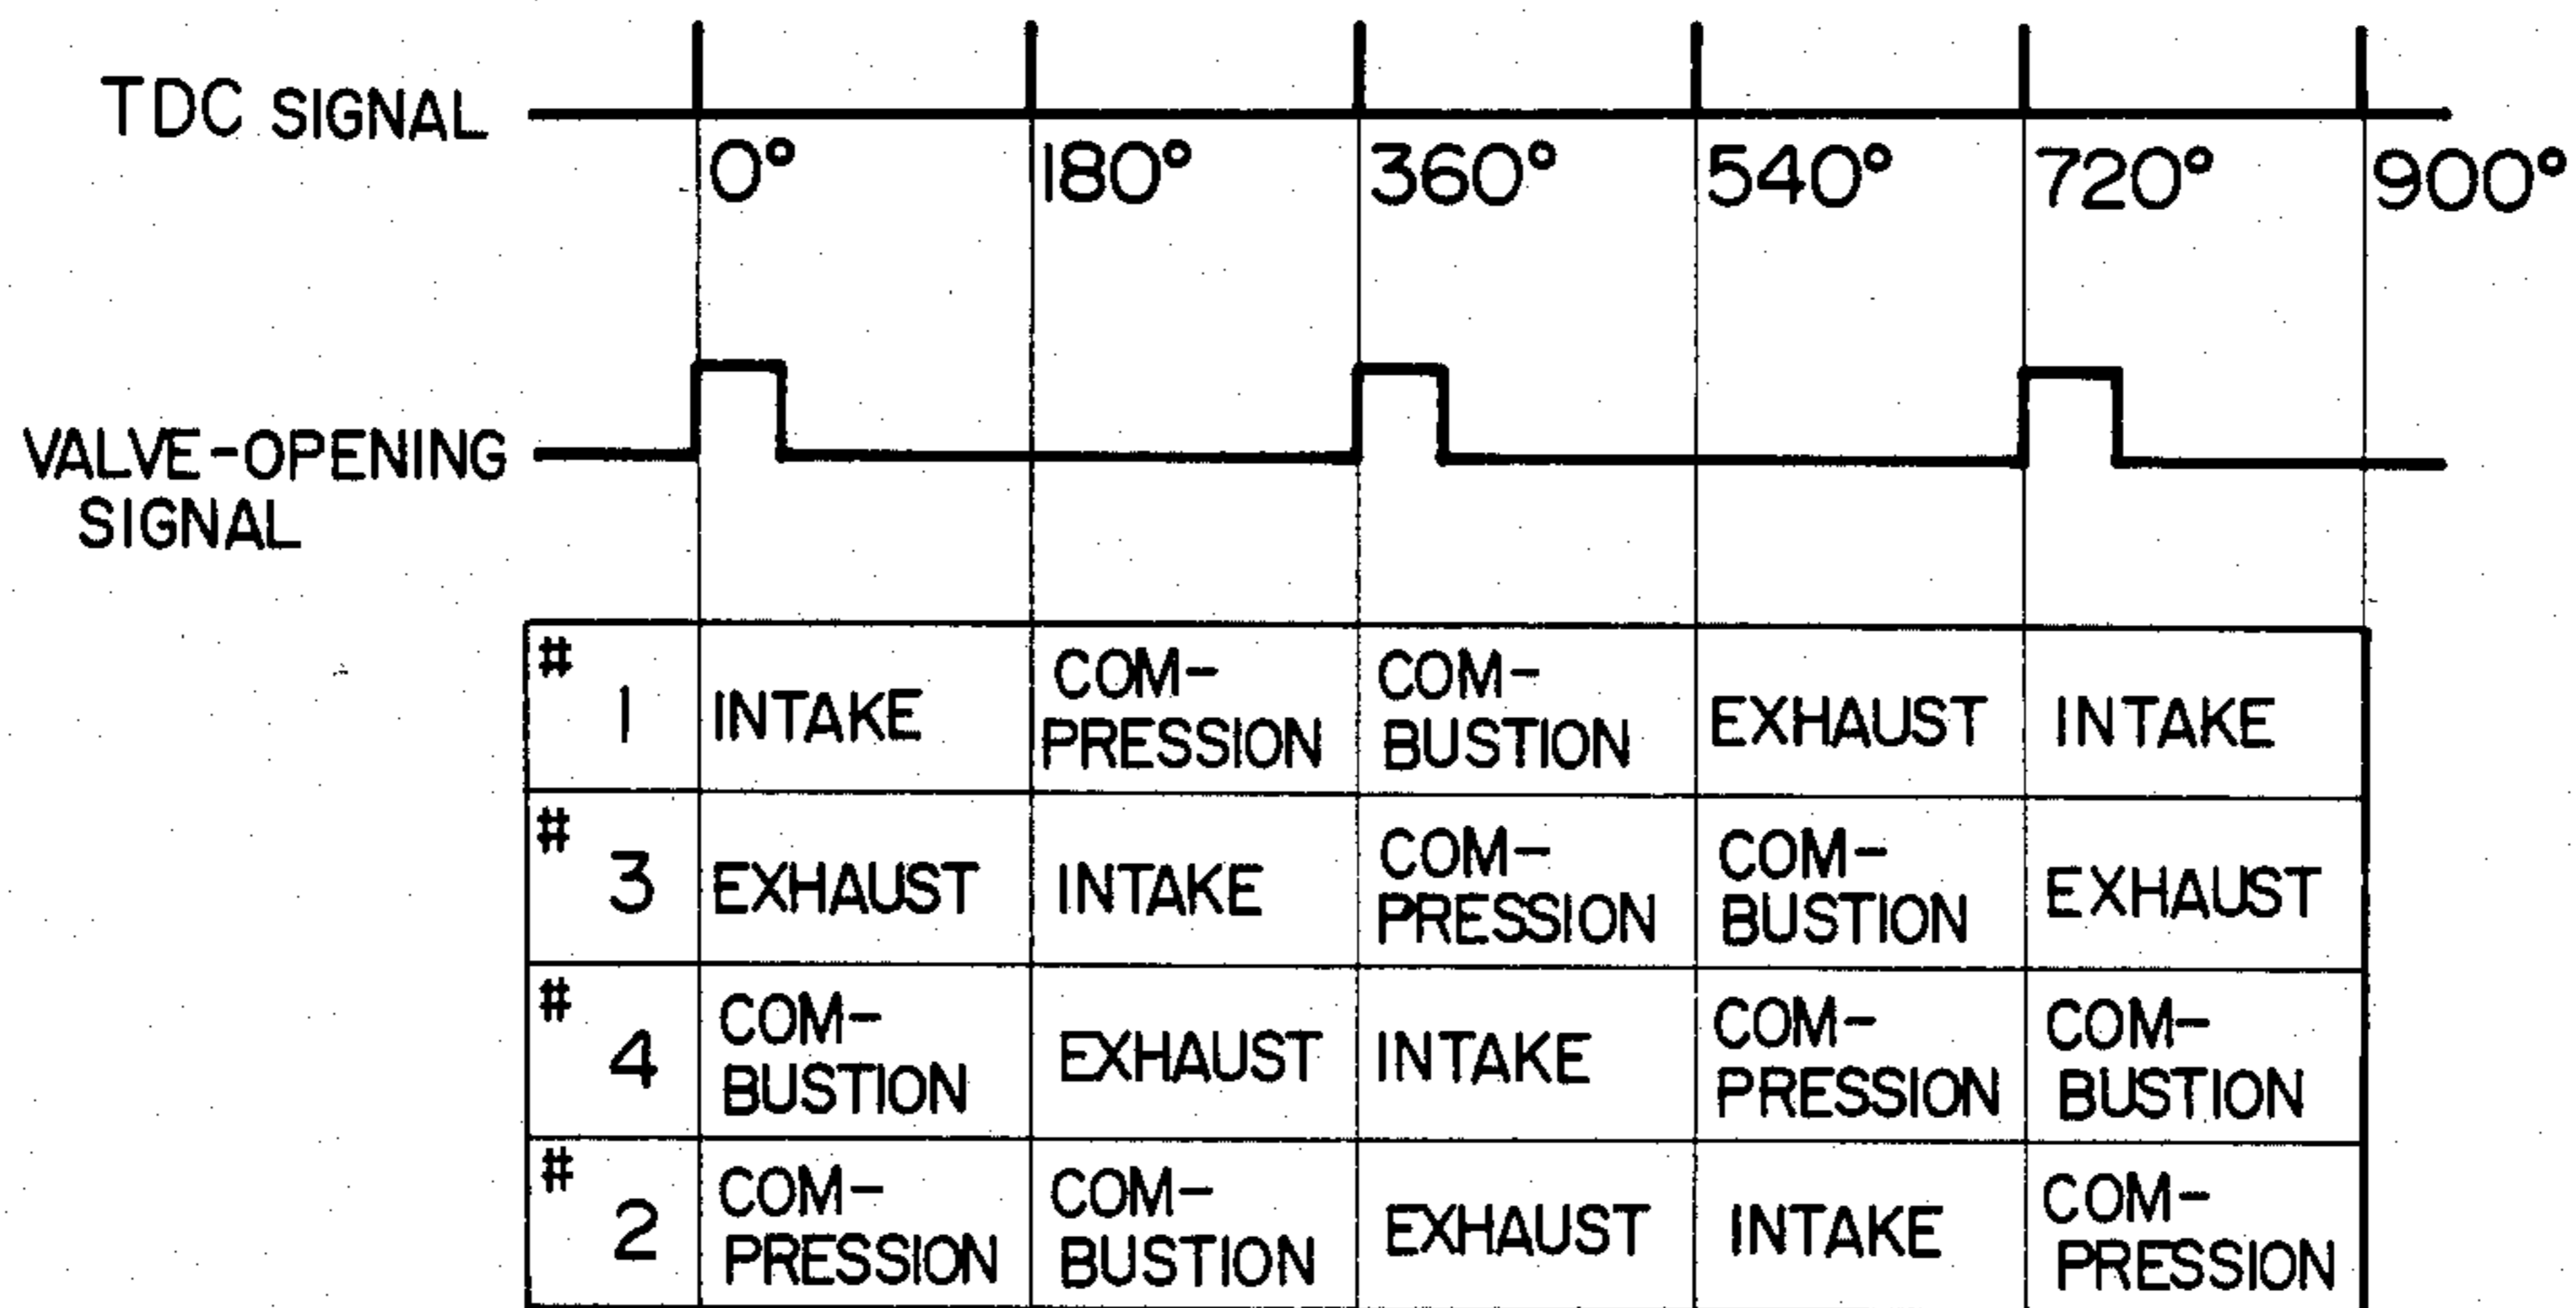 TDC SIGNAL
0° 180° 360° 540° 720° 900°
VALVE-OPENING
SIGNAL
# 1 INTAKE COM-
PRESSION COM-
BUSTION EXHAUST INTAKE
# 3 EXHAUST INTAKE COM-
PRESSION COM-
BUSTION EXHAUST
# 4 COM-
BUSTION EXHAUST INTAKE COM-
PRESSION COM-
BUSTION
# 2 COM-
PRESSION COM-
BUSTION EXHAUST INTAKE COM-
PRESSION